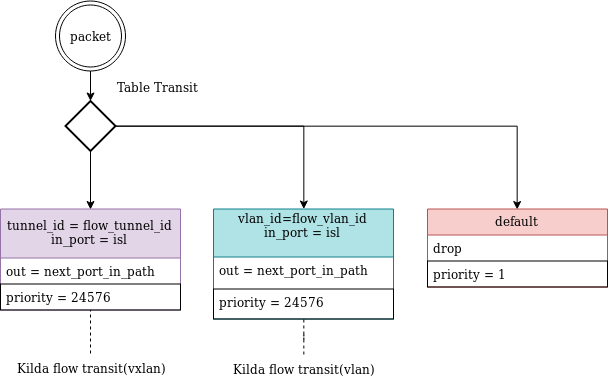 packet
Table Transit
tunnel_id = flow_tunnel_id
in_port = isl
out = next_port_in_path
priority = 24576
Kilda flow transit(vxlan)
vlan_id=flow_vlan_id
in_port = isl
out = next_port_in_path
priority = 24576
Kilda flow transit(vlan)
default
drop
priority = 1